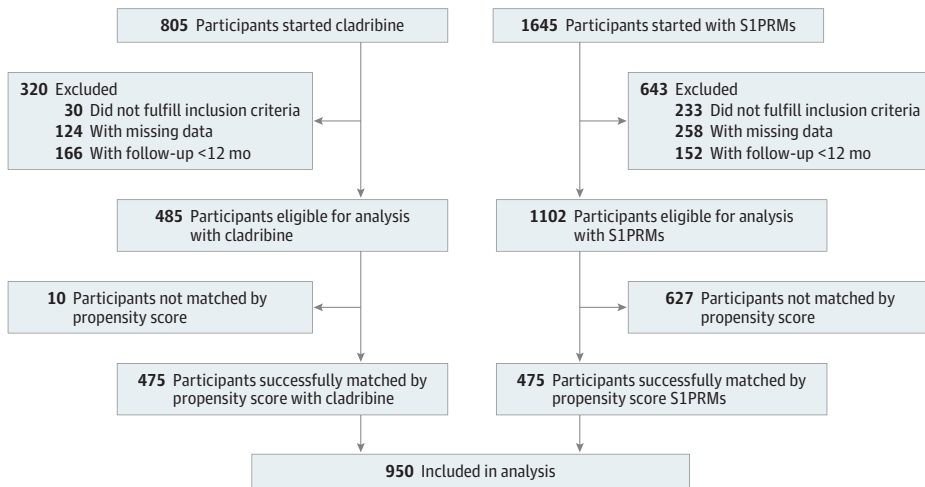 805 Participants started cladribine
1645 Participants started with S1PRMs
320 Excluded
30 Did not fulfill inclusion criteria
124 With missing data
166 With follow-up <12 mo
643 Excluded
233 Did not fulfill inclusion criteria
258 With missing data
152 With follow-up <12 mo
485 Participants eligible for analysis
with cladribine
1102 Participants eligible for analysis
with S1PRMs
10 Participants not matched by
propensity score
627 Participants not matched by
propensity score
475 Participants successfully matched by
propensity score with cladribine
475 Participants successfully matched by
propensity score S1PRMs
950 Included in analysis